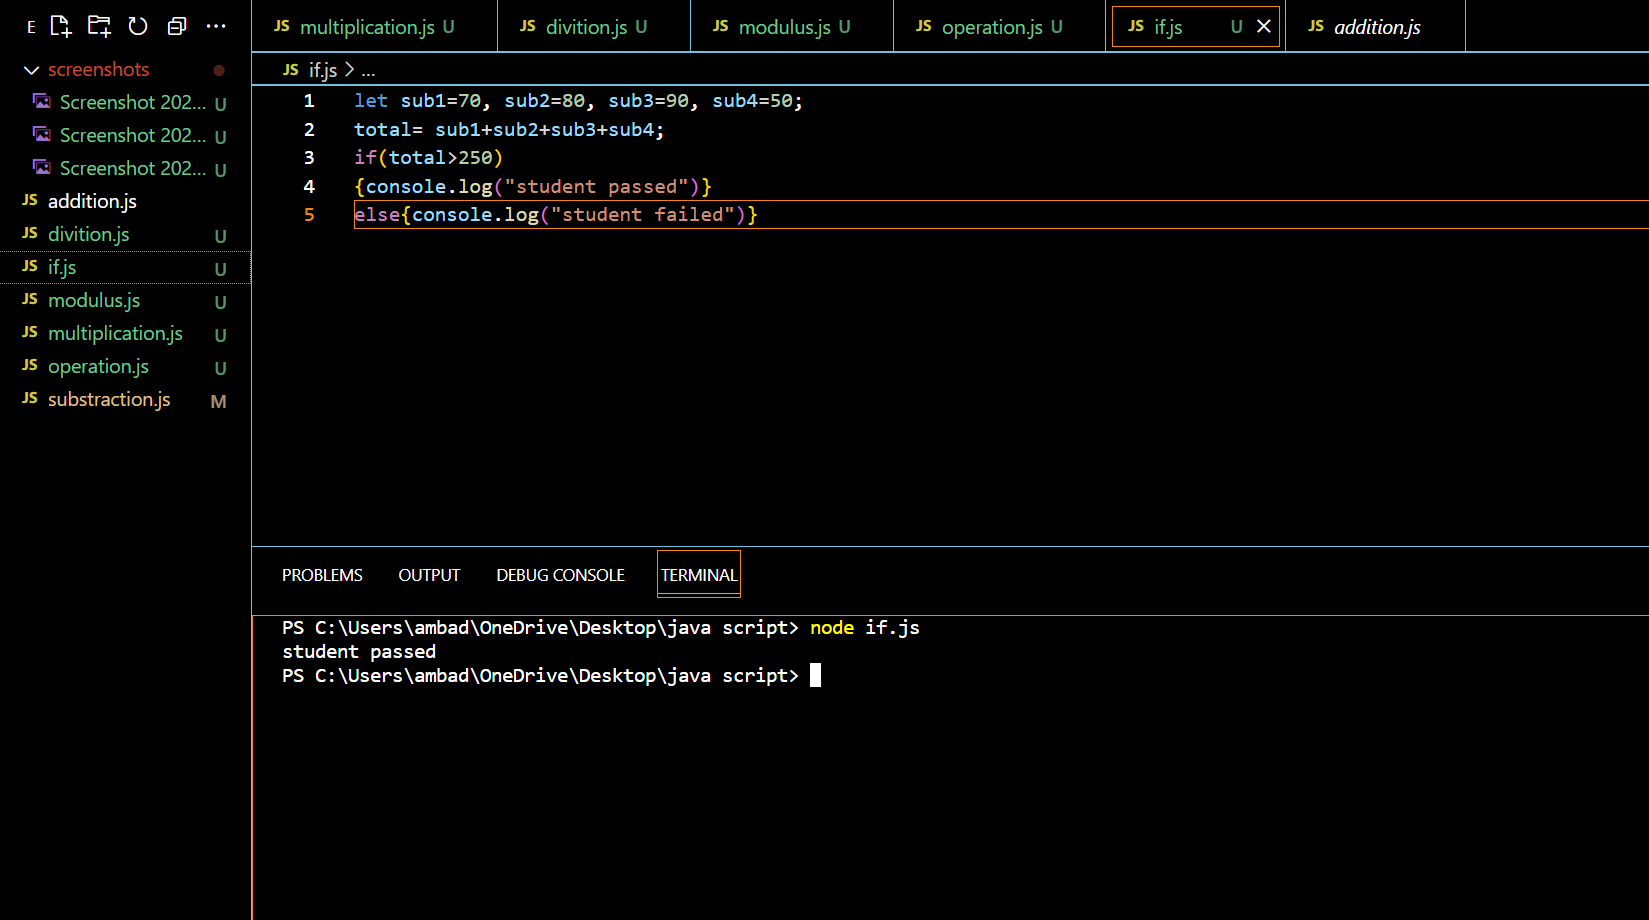 E ...
screenshots
Screenshot 202... U
Screenshot 202... U
Screenshot 202... U
JS addition.js
JS divition.js U
JS if.js U
JS modulus.js U
JS multiplication.js U
JS operation.js U
JS substraction.js M
JS multiplication.js U JS divition.js U JS modulus.js U JS operation.js U JS if.js U JS addition.js
JS if.js > ...
1 let sub1=70, sub2=80, sub3=90, sub4=50;
2 total= sub1+sub2+sub3+sub4;
3 if(total>250)
4 {console.log("student passed")}
5 else{console.log("student failed")}
PROBLEMS OUTPUT DEBUG CONSOLE TERMINAL
PS C:\Users\ambad\OneDrive\Desktop\java script> node if.js
student passed
PS C:\Users\ambad\OneDrive\Desktop\java script>